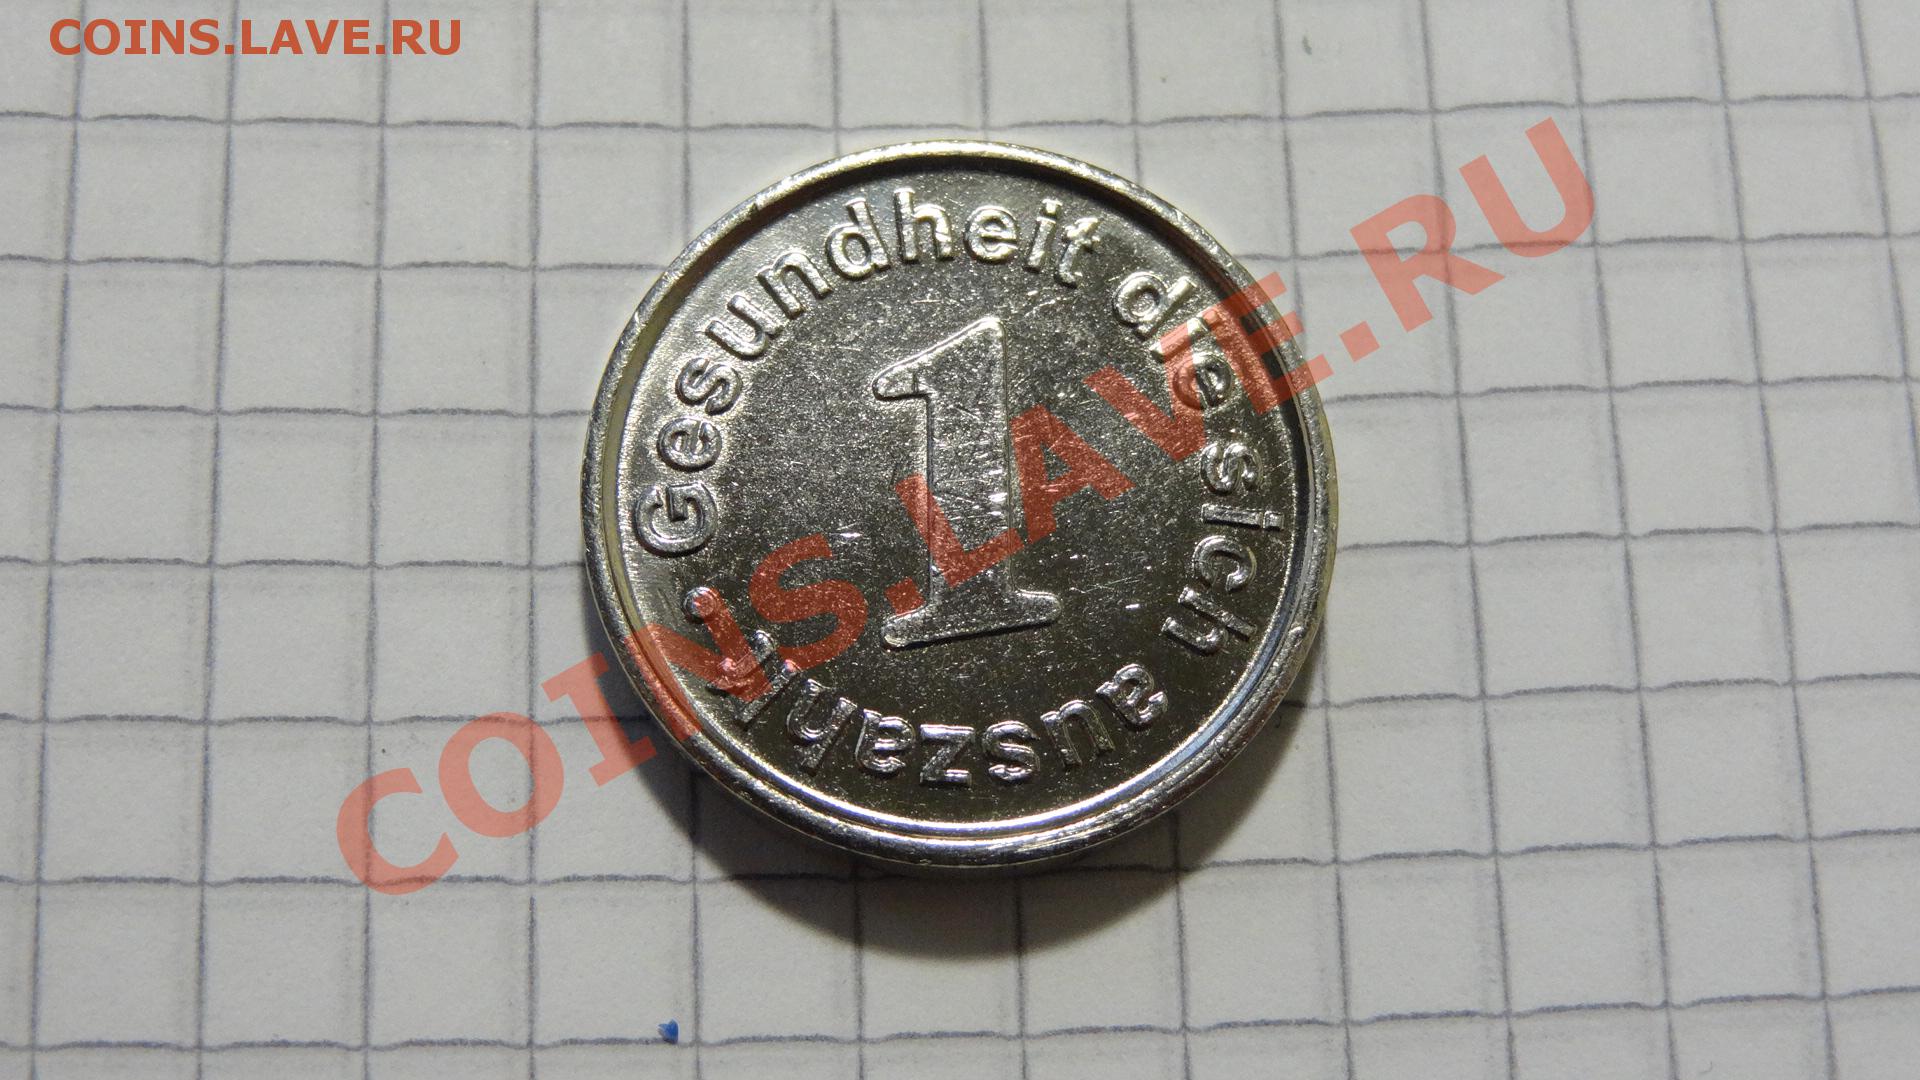 COINS.LAVE.RU
Gesundheit die sich auszahlt.
1
COINS.LAVE.RU